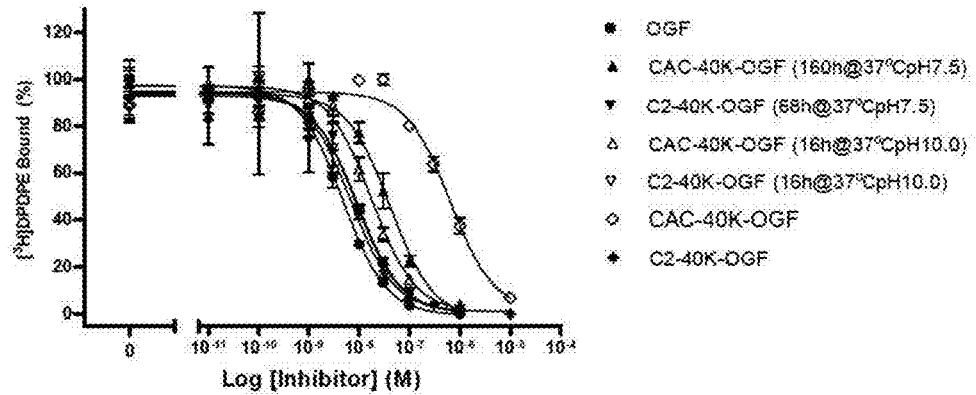 [³H]DPDPE Bound (%)
120
100
80
60
40
20
0
0
10⁻¹¹ 10⁻¹⁰ 10⁻⁹ 10⁻⁸ 10⁻⁷ 10⁻⁶ 10⁻⁵ 10⁻⁴
Log [Inhibitor] (M)
OGF
CAC-40K-OGF (160h@37°CpH7.5)
C2-40K-OGF (68h@37°CpH7.5)
CAC-40K-OGF (16h@37°CpH10.0)
C2-40K-OGF (16h@37°CpH10.0)
CAC-40K-OGF
C2-40K-OGF